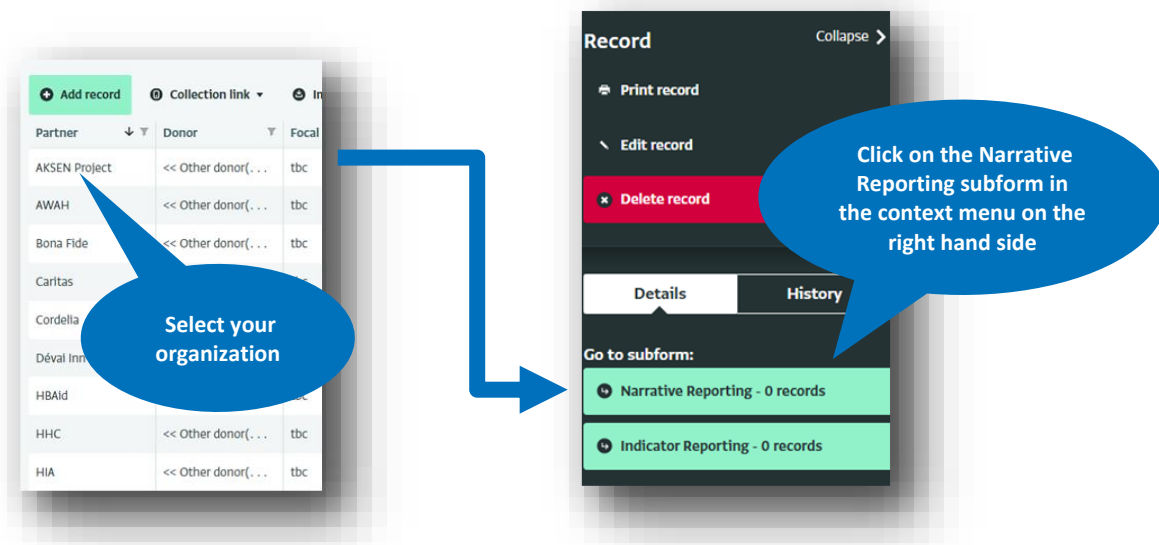 Add record
Collection link
In
Partner
Donor
Focal
AKSEN Project
<< Other donor(...
tbc
AWAH
<< Other donor(...
tbc
Bona Fide
<< Other donor(...
tbc
Caritas
Cordelia
Dévai Inn
HBAid
HHC
<< Other donor(...
tbc
HIA
<< Other donor(...
tbc
Select your
organization
Record
Collapse
Print record
Edit record
Delete record
Details
History
Go to subform:
Narrative Reporting - 0 records
Indicator Reporting - 0 records
Click on the Narrative
Reporting subform in
the context menu on the
right hand side